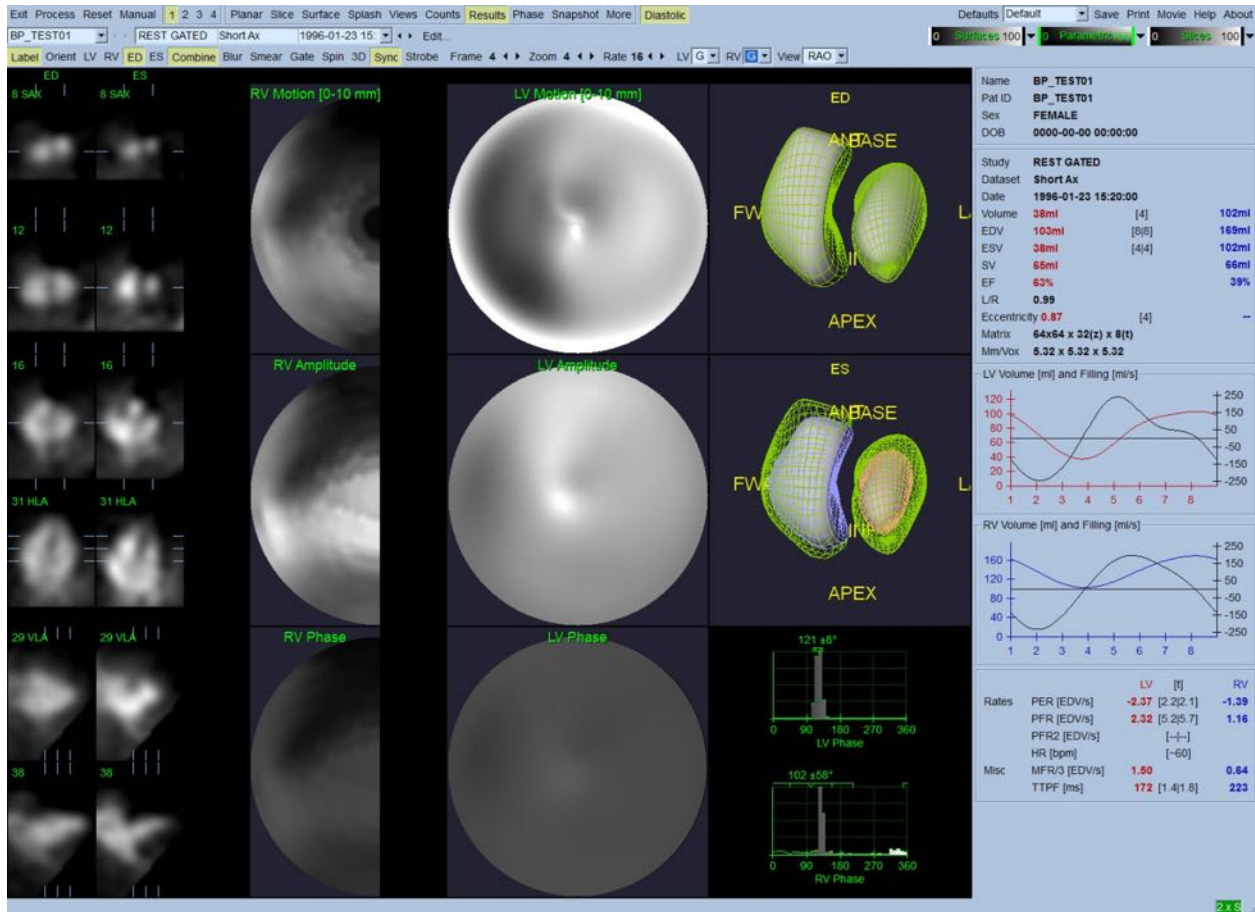 Exit Process Reset Manual 1 2 3 4 Planar Slice Surface Splash Views Counts Results Phase Snapshot More Diastolic Defaults Default Save Print Movie Help About
BP_TEST01 REST GATED Short Ax 1996-01-23 15: Edit...
0 Surfaces 100 0 Parametric 100 0 Slices 100
Label Orient LV RV ED ES Combine Blur Smear Gate Spin 3D Sync Strobe Frame 4 Zoom 4 Rate 16 LV G RV G View RAO
ED ES
8 SAX 8 SAX
12 12
16 16
31 HLA 31 HLA
29 VLA 29 VLA
38 38
RV Motion [0-10 mm] LV Motion [0-10 mm]
RV Amplitude LV Amplitude
RV Phase LV Phase
ED
ANT BASE
FW
IN
APEX
ES
ANT BASE
FW
INF
APEX
121 ±8°
0 90 180 270 360
LV Phase
102 ±58°
0 90 180 270 360
RV Phase
Name BP_TEST01
Pat ID BP_TEST01
Sex FEMALE
DOB 0000-00-00 00:00:00
Study REST GATED
Dataset Short Ax
Date 1996-01-23 15:20:00
Volume 38ml [4] 102ml
EDV 103ml [8|8] 169ml
ESV 38ml [4|4] 102ml
SV 65ml 66ml
EF 63% 39%
L/R 0.99
Eccentricity 0.87 [4] --
Matrix 64x64 x 32(z) x 8(t)
Mm/Vox 5.32 x 5.32 x 5.32
LV Volume [ml] and Filling [ml/s]
120 100 80 60 40 20 0
250 150 50 -50 -150 -250
1 2 3 4 5 6 7 8
RV Volume [ml] and Filling [ml/s]
160 120 80 40 0
250 150 50 -50 -150 -250
1 2 3 4 5 6 7 8
LV [t] RV
Rates PER [EDV/s] -2.37 [2.2|2.1] -1.39
PFR [EDV/s] 2.32 [5.2|5.7] 1.16
PFR2 [EDV/s] [--|--]
HR [bpm] [~60]
Misc MFR/3 [EDV/s] 1.50 0.64
TTPF [ms] 172 [1.4|1.8] 223
2 x S